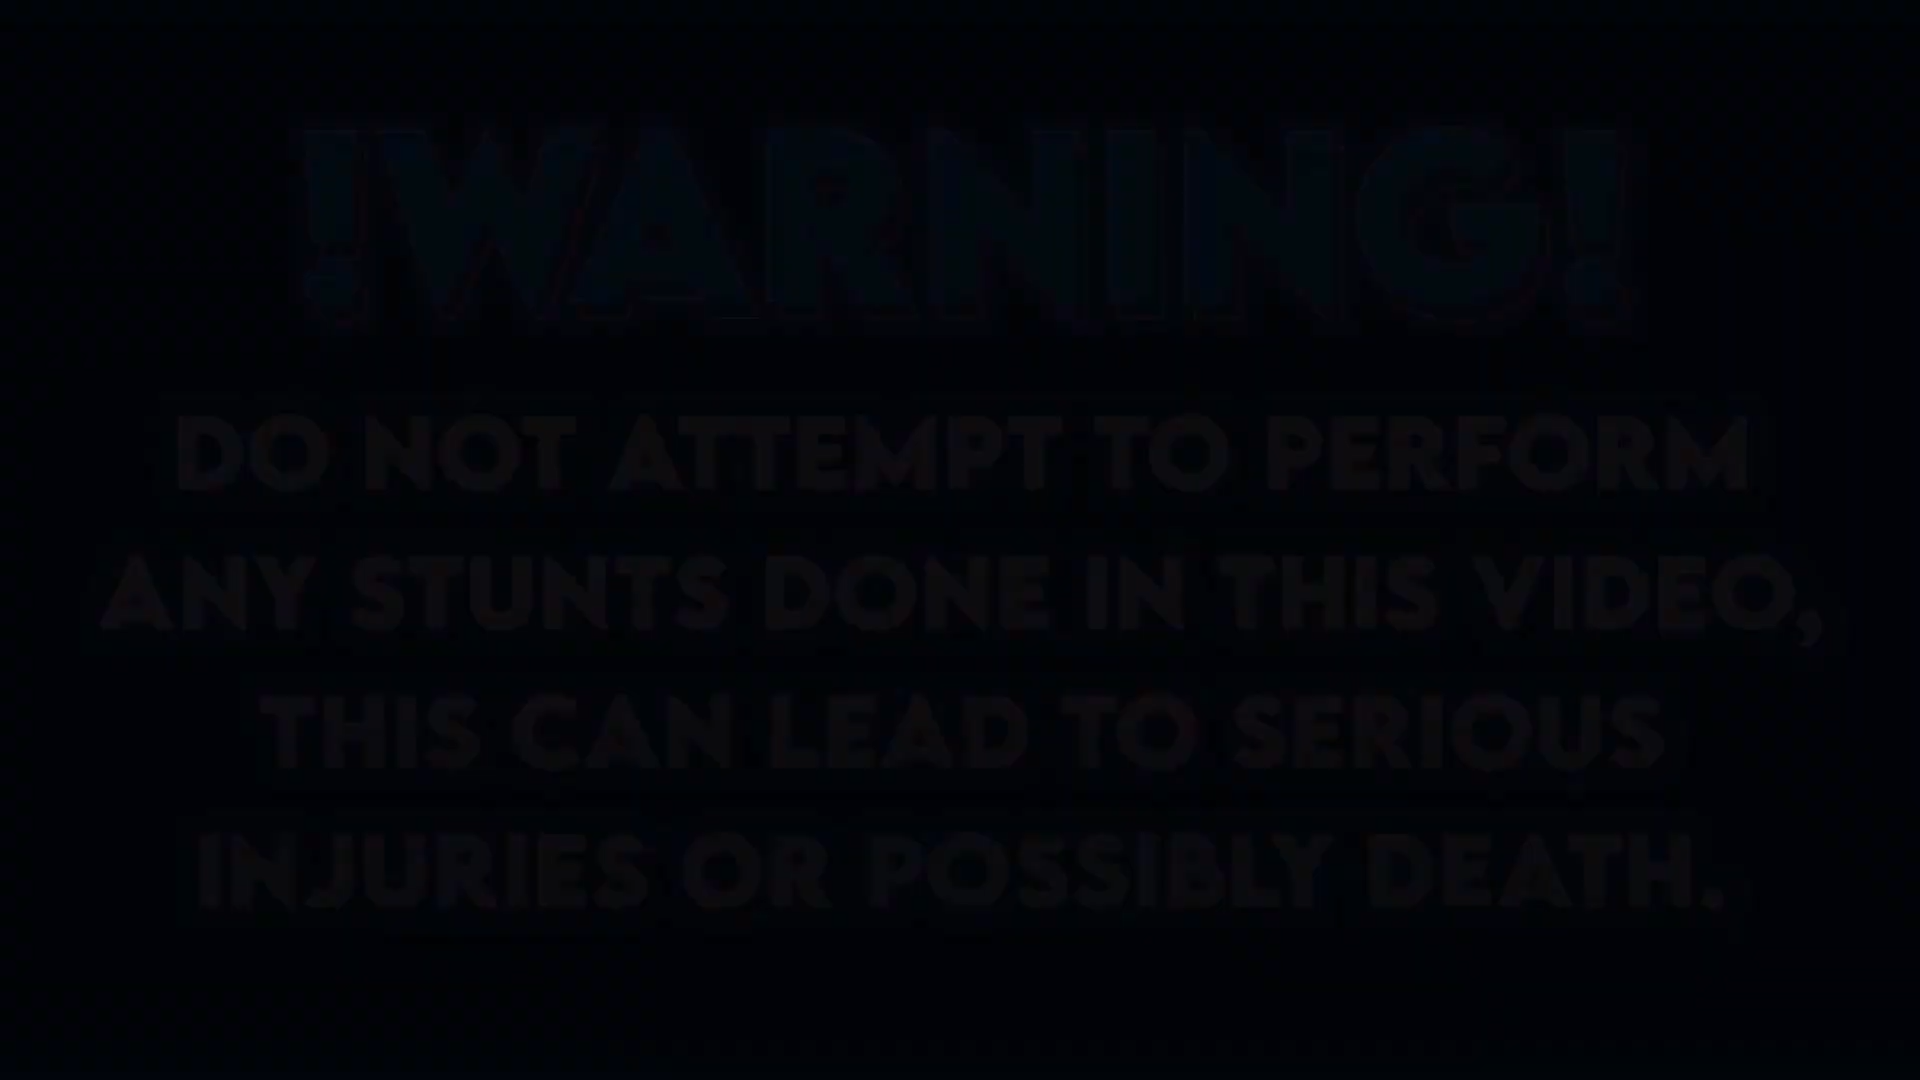 !WARNING!
DO NOT ATTEMPT TO PERFORM
ANY STUNTS DONE IN THIS VIDEO,
THIS CAN LEAD TO SERIOUS
INJURIES OR POSSIBLY DEATH.